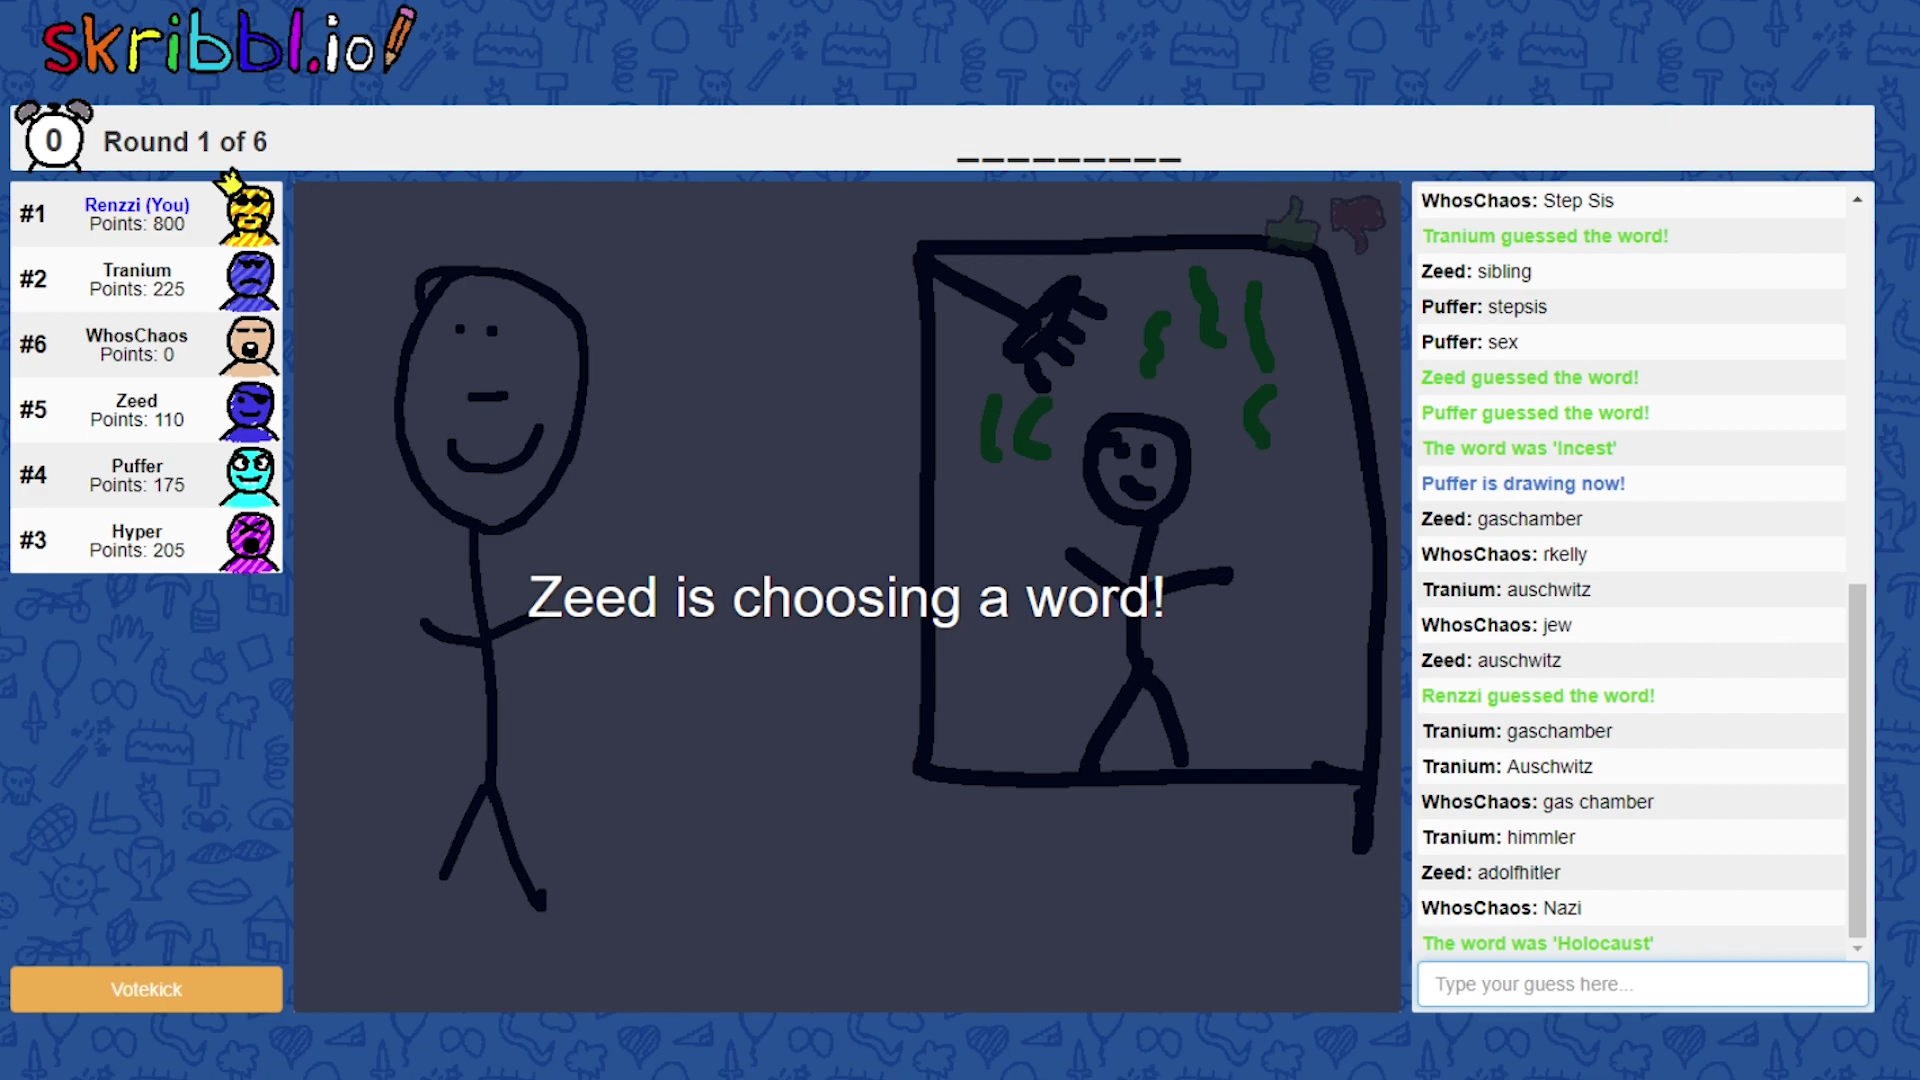 skribbl.io
0
Round 1 of 6
_________
#1
Renzzi (You)
Points: 800
#2
Tranium
Points: 225
#6
WhosChaos
Points: 0
#5
Zeed
Points: 110
#4
Puffer
Points: 175
#3
Hyper
Points: 205
Votekick
Zeed is choosing a word!
WhosChaos: Step Sis
Tranium guessed the word!
Zeed: sibling
Puffer: stepsis
Puffer: sex
Zeed guessed the word!
Puffer guessed the word!
The word was 'Incest'
Puffer is drawing now!
Zeed: gaschamber
WhosChaos: rkelly
Tranium: auschwitz
WhosChaos: jew
Zeed: auschwitz
Renzzi guessed the word!
Tranium: gaschamber
Tranium: Auschwitz
WhosChaos: gas chamber
Tranium: himmler
Zeed: adolfhitler
WhosChaos: Nazi
The word was 'Holocaust'
Type your guess here...